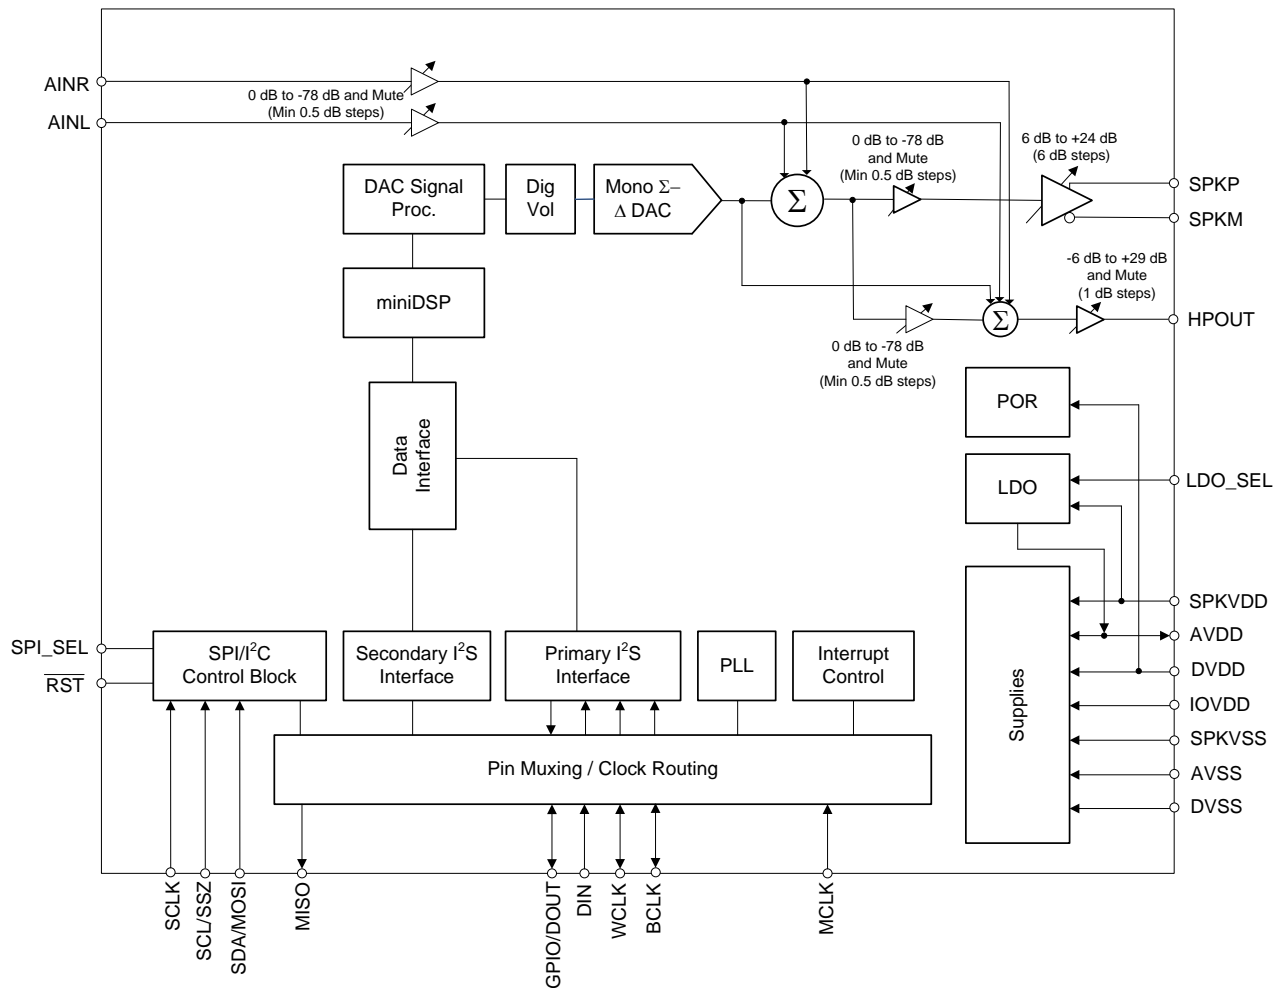 AINR
0 dB to -78 dB and Mute
(Min 0.5 dB steps)
AINL
0 dB to -78 dB
and Mute
(Min 0.5 dB steps)
6 dB to +24 dB
(6 dB steps)
DAC Signal
Proc.
Dig
Vol
Mono Σ–
Δ DAC
Σ
SPKP
SPKM
-6 dB to +29 dB
and Mute
(1 dB steps)
miniDSP
Σ
HPOUT
0 dB to -78 dB
and Mute
(Min 0.5 dB steps)
POR
Data
Interface
LDO
LDO_SEL
Supplies
SPKVDD
AVDD
DVDD
IOVDD
SPKVSS
AVSS
DVSS
SPI_SEL
RST
SPI/I²C
Control Block
Secondary I²S
Interface
Primary I²S
Interface
PLL
Interrupt
Control
Pin Muxing / Clock Routing
SCLK
SCL/SSZ
SDA/MOSI
MISO
GPIO/DOUT
DIN
WCLK
BCLK
MCLK